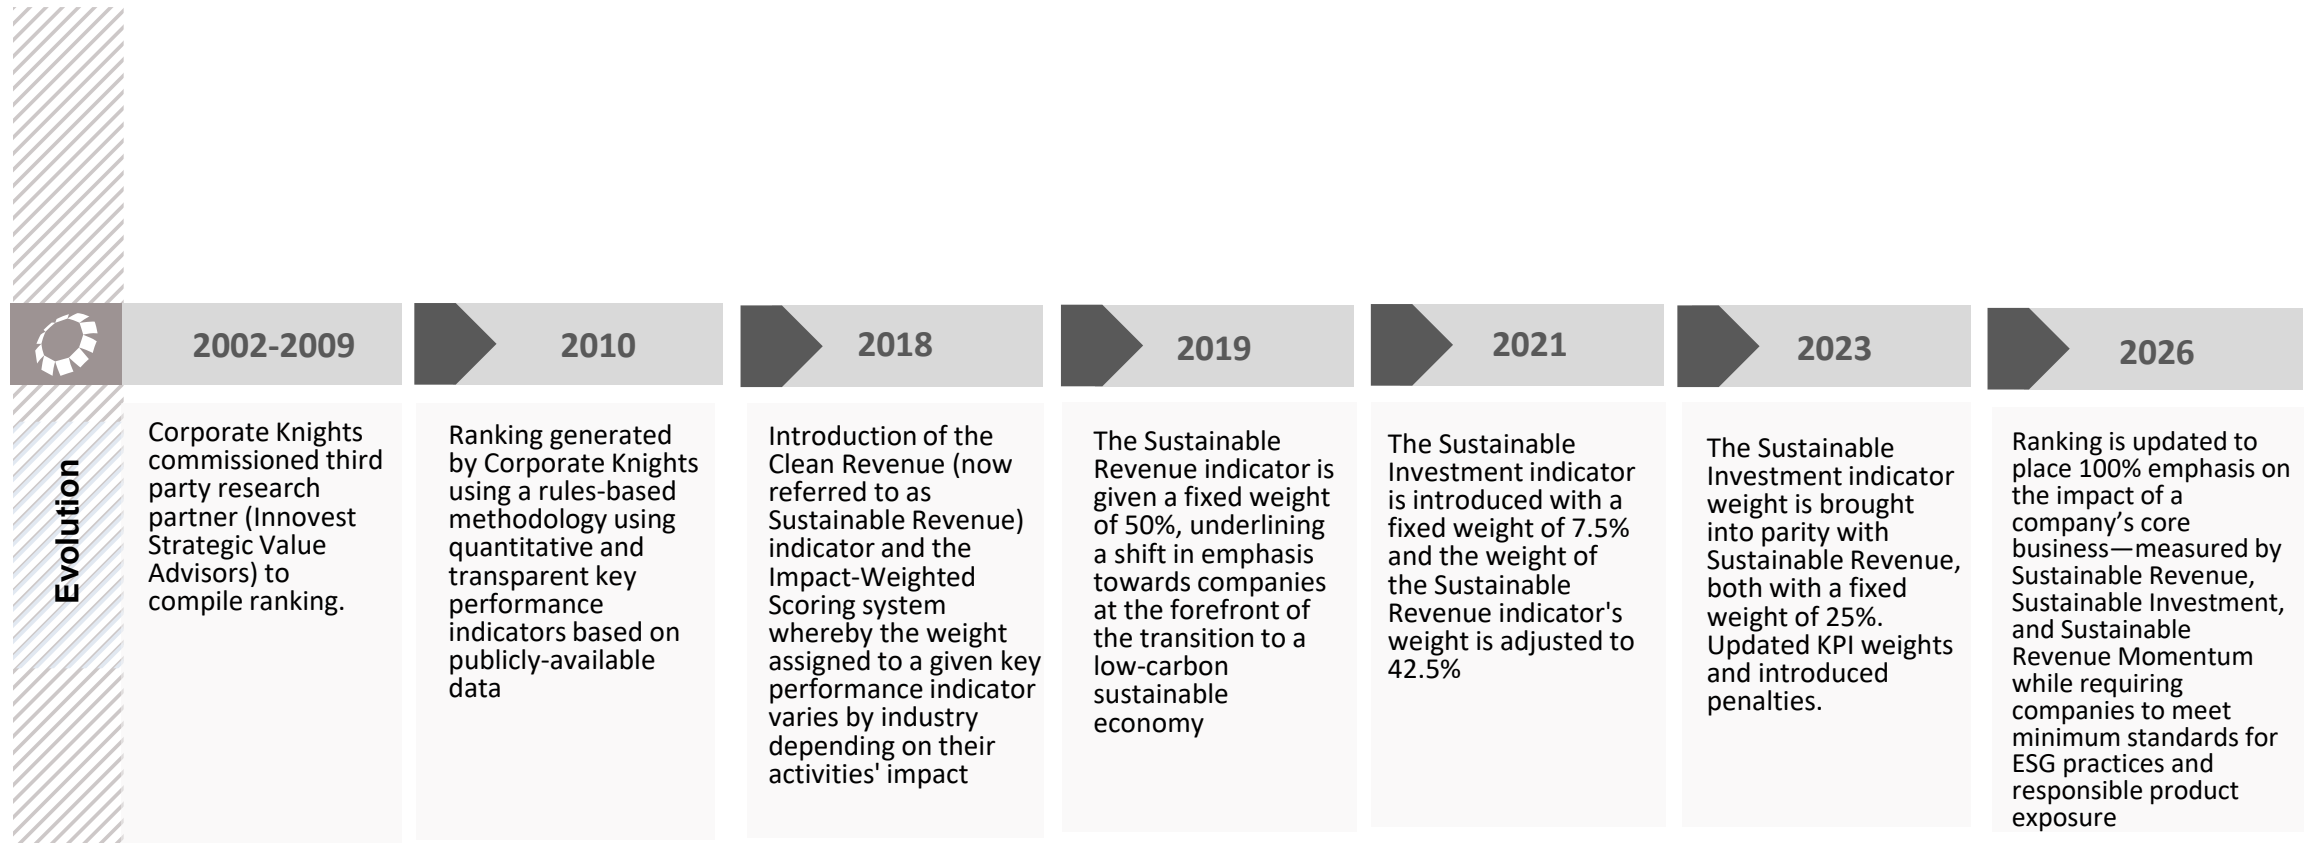 2002-2009
2010
2018
2019
2021
2023
2026
Evolution
Corporate Knights
commissioned third
party research
partner (Innovest
Strategic Value
Advisors) to
compile ranking.
Ranking generated
by Corporate Knights
using a rules-based
methodology using
quantitative and
transparent key
performance
indicators based on
publicly-available
data
Introduction of the
Clean Revenue (now
referred to as
Sustainable Revenue)
indicator and the
Impact-Weighted
Scoring system
whereby the weight
assigned to a given key
performance indicator
varies by industry
depending on their
activities' impact
The Sustainable
Revenue indicator is
given a fixed weight
of 50%, underlining
a shift in emphasis
towards companies
at the forefront of
the transition to a
low-carbon
sustainable
economy
The Sustainable
Investment indicator
is introduced with a
fixed weight of 7.5%
and the weight of
the Sustainable
Revenue indicator's
weight is adjusted to
42.5%
The Sustainable
Investment indicator
weight is brought
into parity with
Sustainable Revenue,
both with a fixed
weight of 25%.
Updated KPI weights
and introduced
penalties.
Ranking is updated to
place 100% emphasis on
the impact of a
company’s core
business—measured by
Sustainable Revenue,
Sustainable Investment,
and Sustainable
Revenue Momentum
while requiring
companies to meet
minimum standards for
ESG practices and
responsible product
exposure